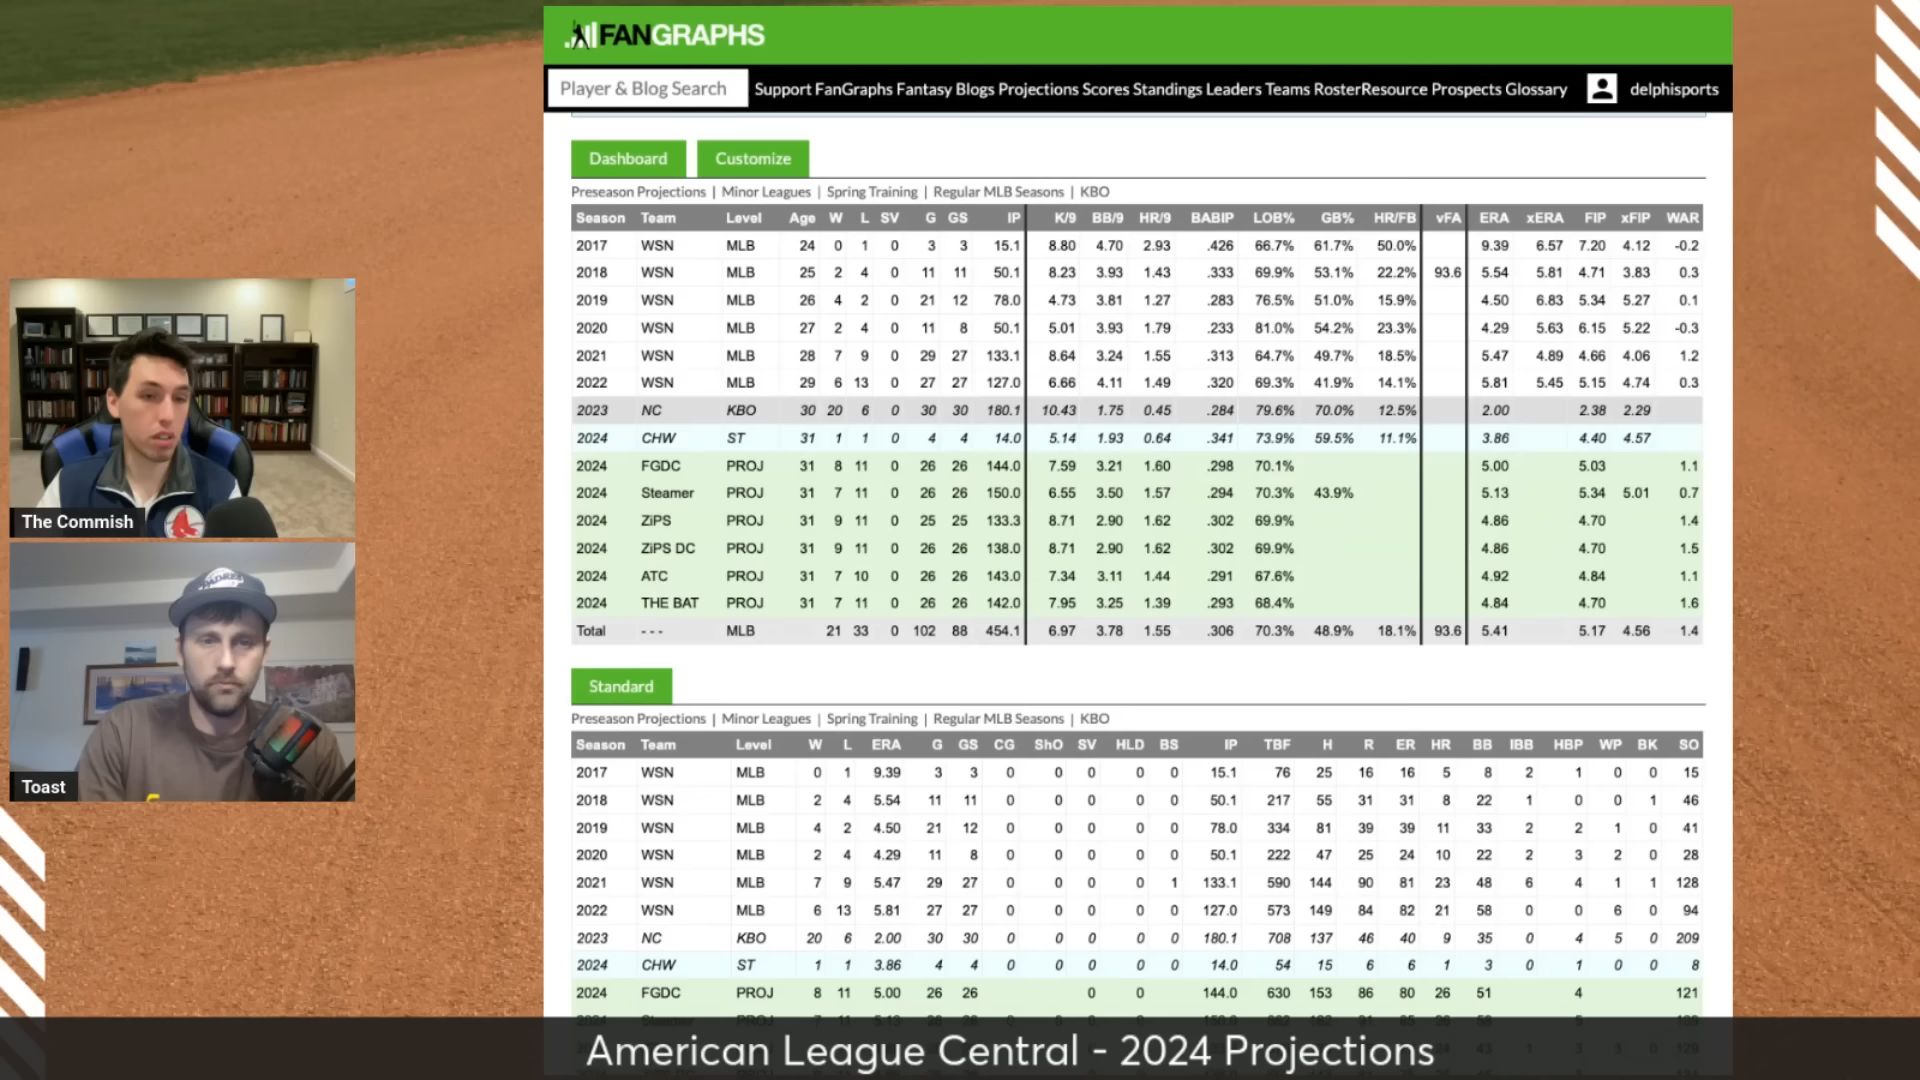 FANGRAPHS
Player & Blog Search Support FanGraphs Fantasy Blogs Projections Scores Standings Leaders Teams RosterResource Prospects Glossary delphisports
Dashboard Customize
Preseason Projections | Minor Leagues | Spring Training | Regular MLB Seasons | KBO
Season Team Level Age W L SV G GS IP K/9 BB/9 HR/9 BABIP LOB% GB% HR/FB vFA ERA xERA FIP xFIP WAR
2017 WSN MLB 24 0 1 0 3 3 15.1 8.80 4.70 2.93 .426 66.7% 61.7% 50.0% 9.39 6.57 7.20 4.12 -0.2
2018 WSN MLB 25 2 4 0 11 11 50.1 8.23 3.93 1.43 .333 69.9% 53.1% 22.2% 93.6 5.54 5.81 4.71 3.83 0.3
2019 WSN MLB 26 4 2 0 21 12 78.0 4.73 3.81 1.27 .283 76.5% 51.0% 15.9% 4.50 6.83 5.34 5.27 0.1
2020 WSN MLB 27 2 4 0 11 8 50.1 5.01 3.93 1.79 .233 81.0% 54.2% 23.3% 4.29 5.63 6.15 5.22 -0.3
2021 WSN MLB 28 7 9 0 29 27 133.1 8.64 3.24 1.55 .313 64.7% 49.7% 18.5% 5.47 4.89 4.66 4.06 1.2
2022 WSN MLB 29 6 13 0 27 27 127.0 6.66 4.11 1.49 .320 69.3% 41.9% 14.1% 5.81 5.45 5.15 4.74 0.3
2023 NC KBO 30 20 6 0 30 30 180.1 10.43 1.75 0.45 .284 79.6% 70.0% 12.5% 2.00 2.38 2.29
2024 CHW ST 31 1 1 0 4 4 14.0 5.14 1.93 0.64 .341 73.9% 59.5% 11.1% 3.86 4.40 4.57
2024 FGDC PROJ 31 8 11 0 26 26 144.0 7.59 3.21 1.60 .298 70.1% 5.00 5.03 1.1
2024 Steamer PROJ 31 7 11 0 26 26 150.0 6.55 3.50 1.57 .294 70.3% 43.9% 5.13 5.34 5.01 0.7
2024 ZiPS PROJ 31 9 11 0 25 25 133.3 8.71 2.90 1.62 .302 69.9% 4.86 4.70 1.4
2024 ZiPS DC PROJ 31 9 11 0 26 26 138.0 8.71 2.90 1.62 .302 69.9% 4.86 4.70 1.5
2024 ATC PROJ 31 7 10 0 26 26 143.0 7.34 3.11 1.44 .291 67.6% 4.92 4.84 1.1
2024 THE BAT PROJ 31 7 11 0 26 26 142.0 7.95 3.25 1.39 .293 68.4% 4.84 4.70 1.6
Total - - - MLB 21 33 0 102 88 454.1 6.97 3.78 1.55 .306 70.3% 48.9% 18.1% 93.6 5.41 5.17 4.56 1.4
Standard
Preseason Projections | Minor Leagues | Spring Training | Regular MLB Seasons | KBO
Season Team Level W L ERA G GS CG ShO SV HLD BS IP TBF H R ER HR BB IBB HBP WP BK SO
2017 WSN MLB 0 1 9.39 3 3 0 0 0 0 0 15.1 76 25 16 16 5 8 2 1 0 0 15
2018 WSN MLB 2 4 5.54 11 11 0 0 0 0 0 50.1 217 55 31 31 8 22 1 0 0 1 46
2019 WSN MLB 4 2 4.50 21 12 0 0 0 0 0 78.0 334 81 39 39 11 33 2 2 1 0 41
2020 WSN MLB 2 4 4.29 11 8 0 0 0 0 0 50.1 222 47 25 24 10 22 2 3 2 0 28
2021 WSN MLB 7 9 5.47 29 27 0 0 0 0 1 133.1 590 144 90 81 23 48 6 4 1 1 128
2022 WSN MLB 6 13 5.81 27 27 0 0 0 0 0 127.0 573 149 84 82 21 58 0 0 6 0 94
2023 NC KBO 20 6 2.00 30 30 0 0 0 0 0 180.1 708 137 46 40 9 35 0 4 5 0 209
2024 CHW ST 1 1 3.86 4 4 0 0 0 0 0 14.0 54 15 6 6 1 3 0 1 0 0 8
2024 FGDC PROJ 8 11 5.00 26 26 0 0 144.0 630 153 86 80 26 51 4 121
The Commish
PADRES
Toast
American League Central - 2024 Projections